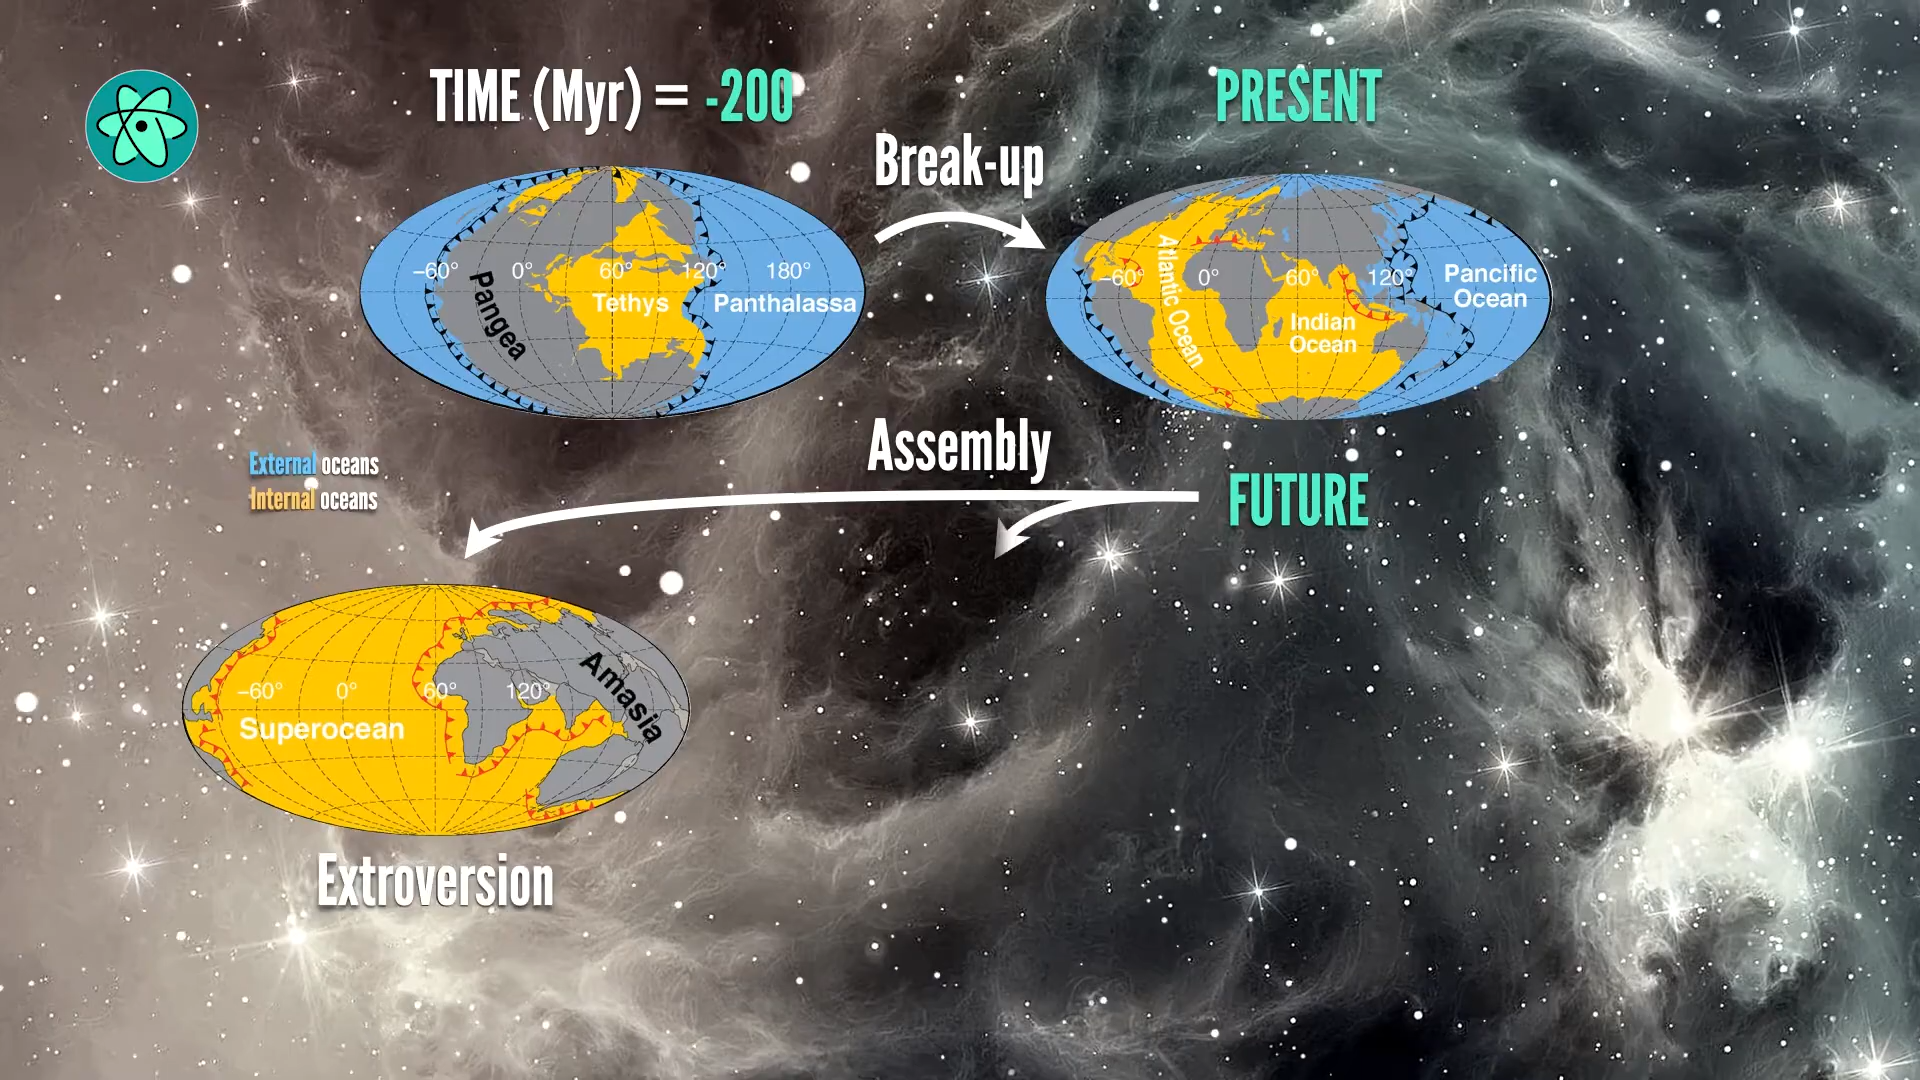 TIME (Myr) = -200
PRESENT
Break-up
–60°
0°
60°
120°
180°
Pangea
Tethys
Panthalassa
–60°
0°
60°
120°
Atlantic Ocean
Indian
Ocean
Pancific
Ocean
Assembly
FUTURE
External oceans
Internal oceans
–60°
0°
60°
120°
Superocean
Amasia
Extroversion